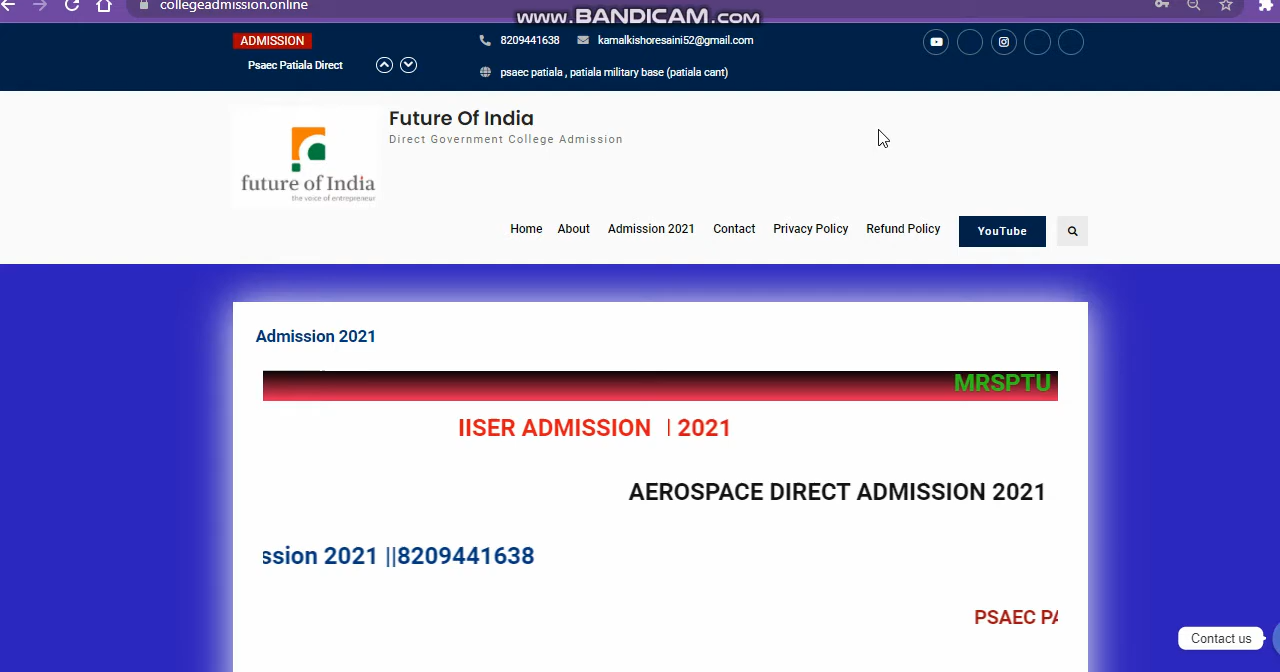 collegeadmission.online
www.BANDICAM.com
ADMISSION
8209441638
kamalkishoresaini52@gmail.com
Psaec Patiala Direct
psaec patiala , patiala military base (patiala cant)
Future Of India
Direct Government College Admission
future of India
the voice of entrepreneur
Home
About
Admission 2021
Contact
Privacy Policy
Refund Policy
YouTube
Admission 2021
MRSPTU
IISER ADMISSION | 2021
AEROSPACE DIRECT ADMISSION 2021
ssion 2021 ||8209441638
PSAEC PA
Contact us